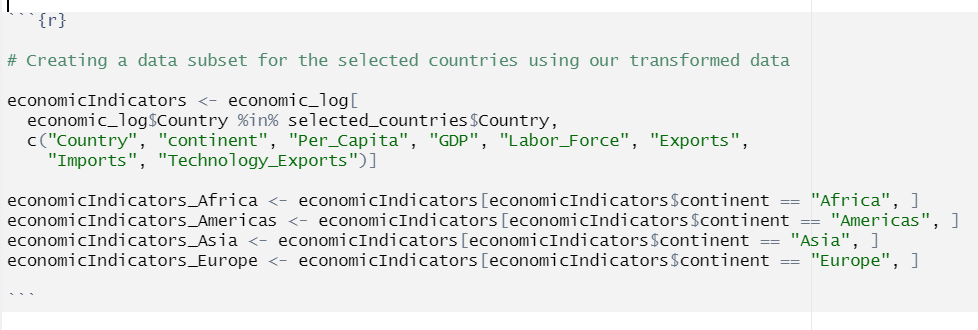 ```{r}
# Creating a data subset for the selected countries using our transformed data
economicIndicators <- economic_log[
  economic_log$Country %in% selected_countries$Country,
  c("Country", "continent", "Per_Capita", "GDP", "Labor_Force", "Exports",
    "Imports", "Technology_Exports")]
economicIndicators_Africa <- economicIndicators[economicIndicators$continent == "Africa", ]
economicIndicators_Americas <- economicIndicators[economicIndicators$continent == "Americas", ]
economicIndicators_Asia <- economicIndicators[economicIndicators$continent == "Asia", ]
economicIndicators_Europe <- economicIndicators[economicIndicators$continent == "Europe", ]
```